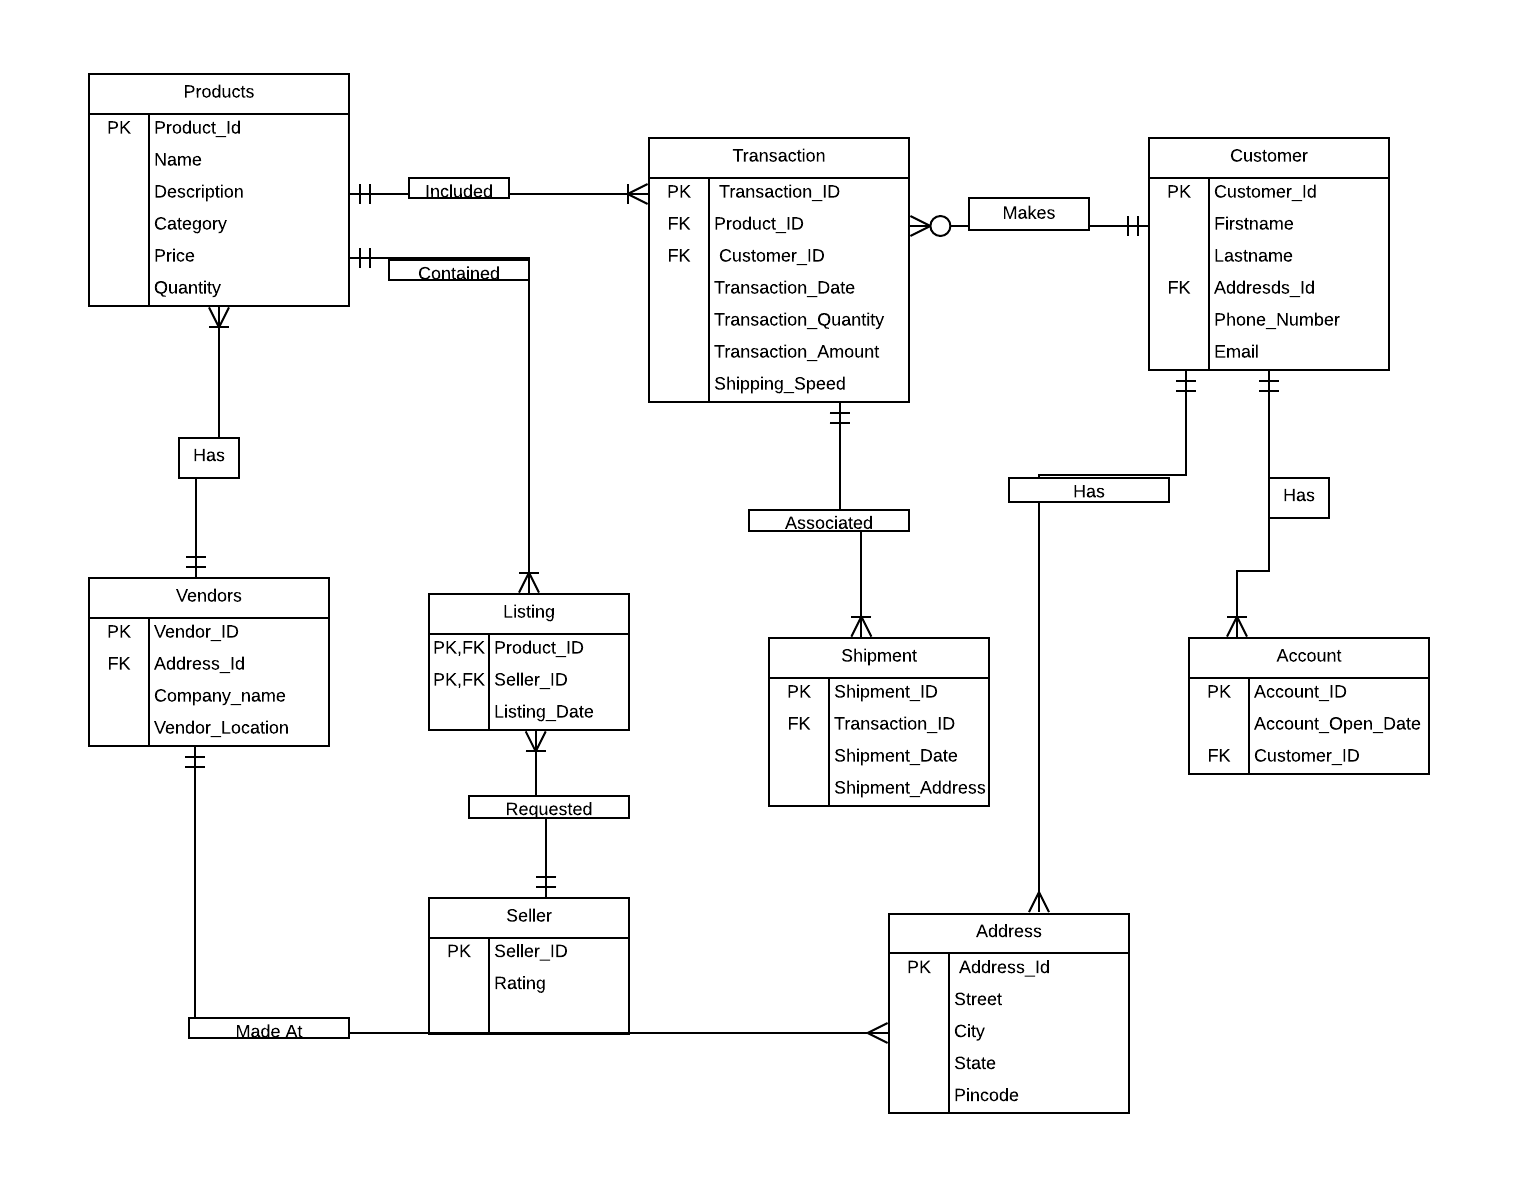 Products
PK Product_Id
Name
Description
Category
Price
Quantity
Included
Contained
Transaction
PK Transaction_ID
FK Product_ID
FK Customer_ID
Transaction_Date
Transaction_Quantity
Transaction_Amount
Shipping_Speed
Makes
Customer
PK Customer_Id
Firstname
Lastname
FK Addresds_Id
Phone_Number
Email
Has
Associated
Has
Has
Vendors
PK Vendor_ID
FK Address_Id
Company_name
Vendor_Location
Listing
PK,FK Product_ID
PK,FK Seller_ID
Listing_Date
Shipment
PK Shipment_ID
FK Transaction_ID
Shipment_Date
Shipment_Address
Account
PK Account_ID
Account_Open_Date
FK Customer_ID
Requested
Seller
PK Seller_ID
Rating
Made At
Address
PK Address_Id
Street
City
State
Pincode